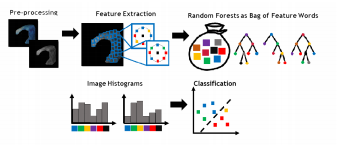 Pre-processing
Feature Extraction
Random Forests as Bag of Feature Words
Image Histograms
Classification